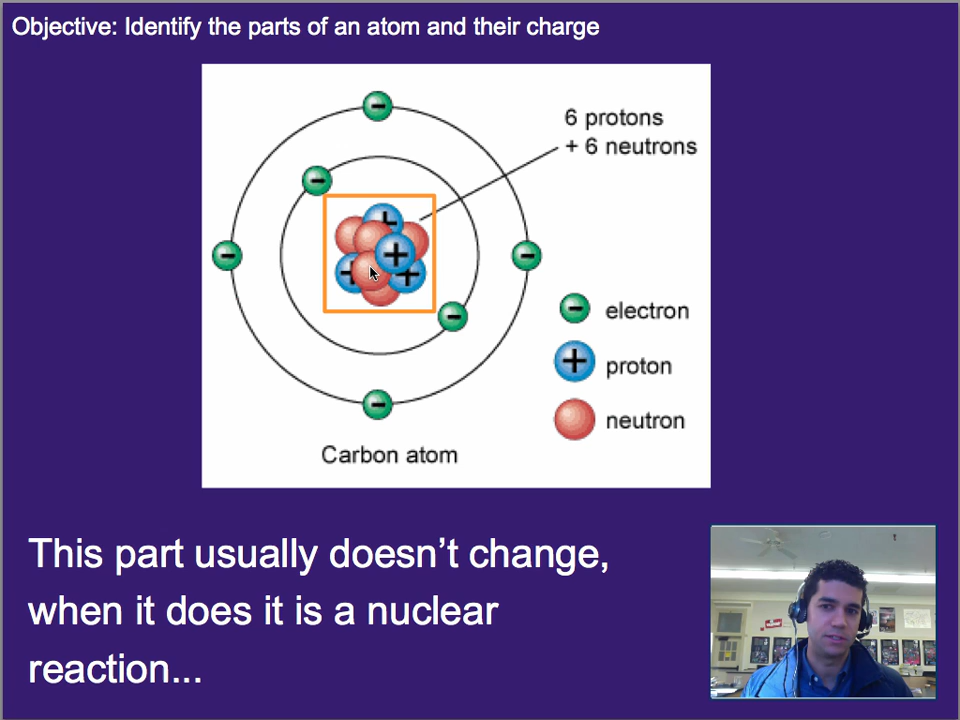 Objective: Identify the parts of an atom and their charge
6 protons
+ 6 neutrons
electron
proton
neutron
Carbon atom
This part usually doesn’t change,
when it does it is a nuclear
reaction...